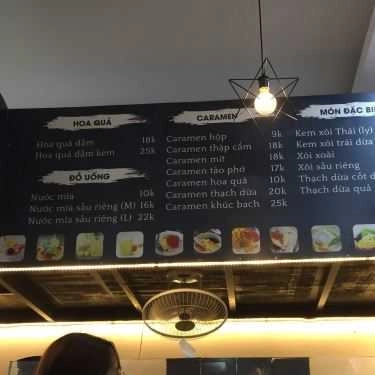 HOA QUẢ
Hoa quả dầm 18k
Hoa quả dầm kem 25k
ĐỒ UỐNG
Nước mía 10k
Nước mía sầu riêng (M) 16k
Nước mía sầu riêng (L) 22k
CARAMEN
Caramen hộp 9k
Caramen thập cẩm 18k
Caramen mít 18k
Caramen táo phớ 17k
Caramen hoa quả 10k
Caramen thạch dừa 20k
Caramen khúc bạch 25k
MÓN ĐẶC
Kem xôi Thái (ly)
Kem xôi trái dừa
Xôi xoài
Xôi sầu riêng
Thạch dừa cốt
Thạch dừa quả